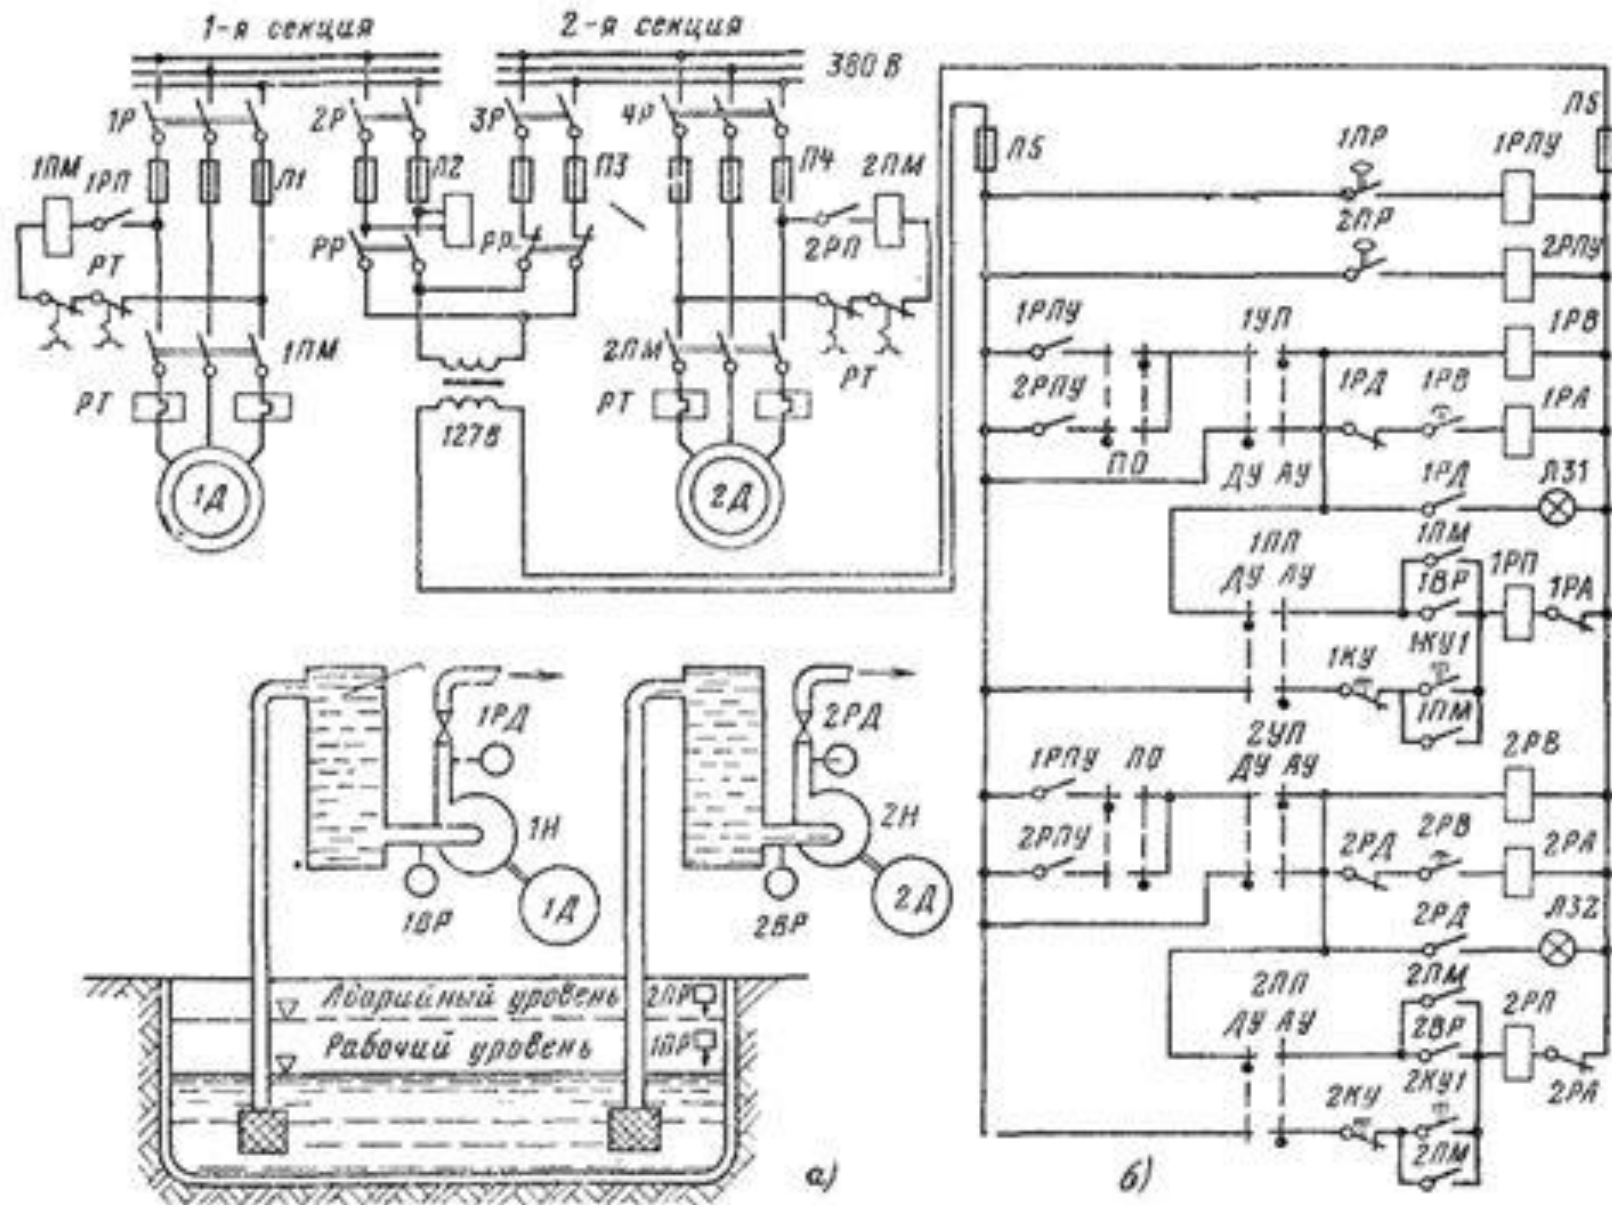 1-я секция
2-я секция
380 В
1Р
2Р
3Р
4Р
П5
П5
1ПМ
1РП
П1
П2
П3
П4
2ПМ
1ПР
1РПУ
РТ
РР
РР
2РП
2ПР
2РПУ
1ПМ
2ПМ
РТ
1РПУ
1УП
1РВ
РТ
127В
РТ
2РПУ
1РД
1РВ
1РА
1Д
2Д
ПО
ДУ АУ
1РД
ЛЗ1
1ПП
1ПМ
ДУ АУ
1ВР
1РП
1РА
1КУ
1КУ1
1ПМ
1РД
2РД
2УП
1РПУ
ПО
ДУ АУ
2РВ
1Н
2Н
2РПУ
2РД
2РВ
2РА
1ВР
1Д
2ВР
2Д
2РД
ЛЗ2
Аварийный уровень
2ПР
2ПП
2ПМ
Рабочий уровень
1ПР
ДУ АУ
2ВР
2РП
2РА
2КУ
2КУ1
2ПМ
а)
б)